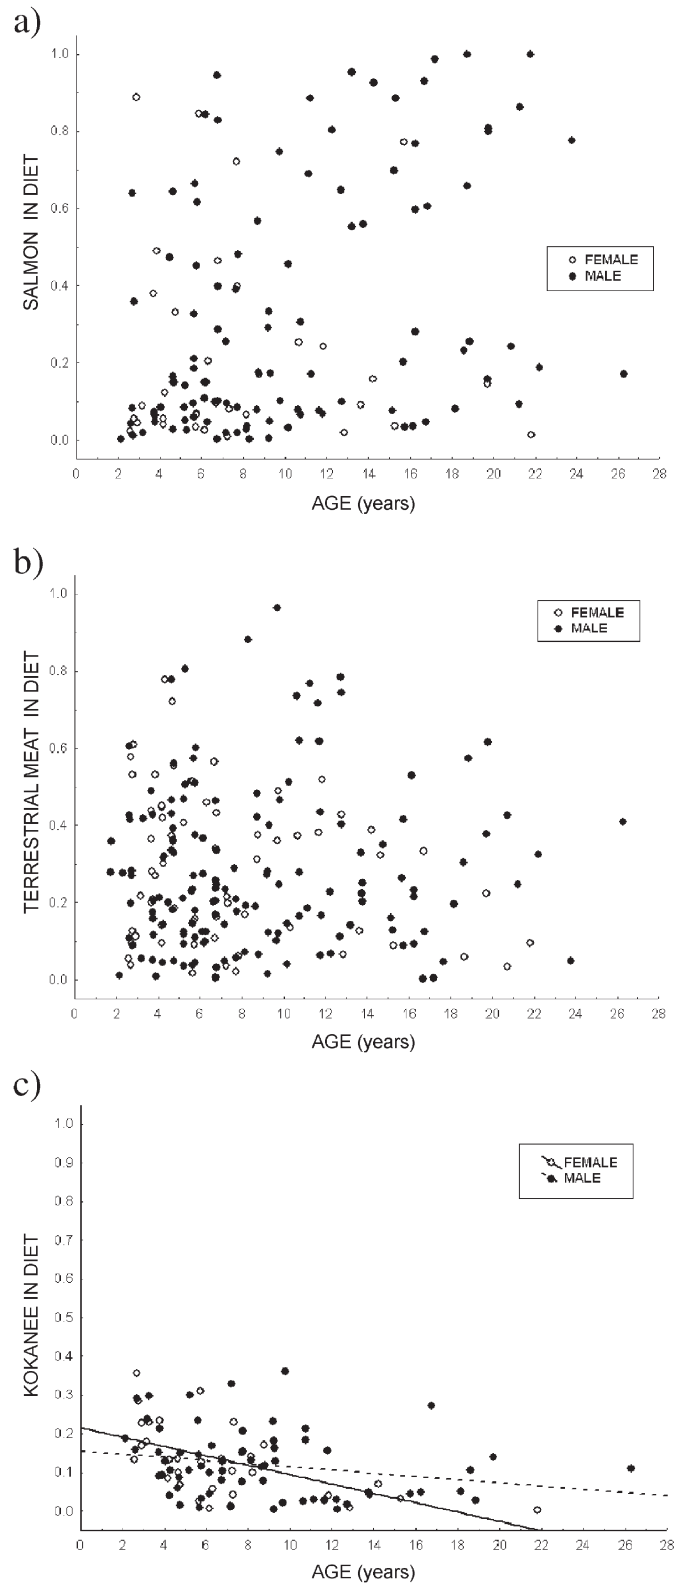 a)
1.0
0.8
0.6
0.4
0.2
0.0
SALMON IN DIET
FEMALE
MALE
0 2 4 6 8 10 12 14 16 18 20 22 24 26 28
AGE (years)
b)
1.0
0.8
0.6
0.4
0.2
0.0
TERRESTRIAL MEAT IN DIET
FEMALE
MALE
0 2 4 6 8 10 12 14 16 18 20 22 24 26 28
AGE (years)
c)
1.0
0.9
0.8
0.7
0.6
0.5
0.4
0.3
0.2
0.1
0.0
KOKANEE IN DIET
FEMALE
MALE
0 2 4 6 8 10 12 14 16 18 20 22 24 26 28
AGE (years)